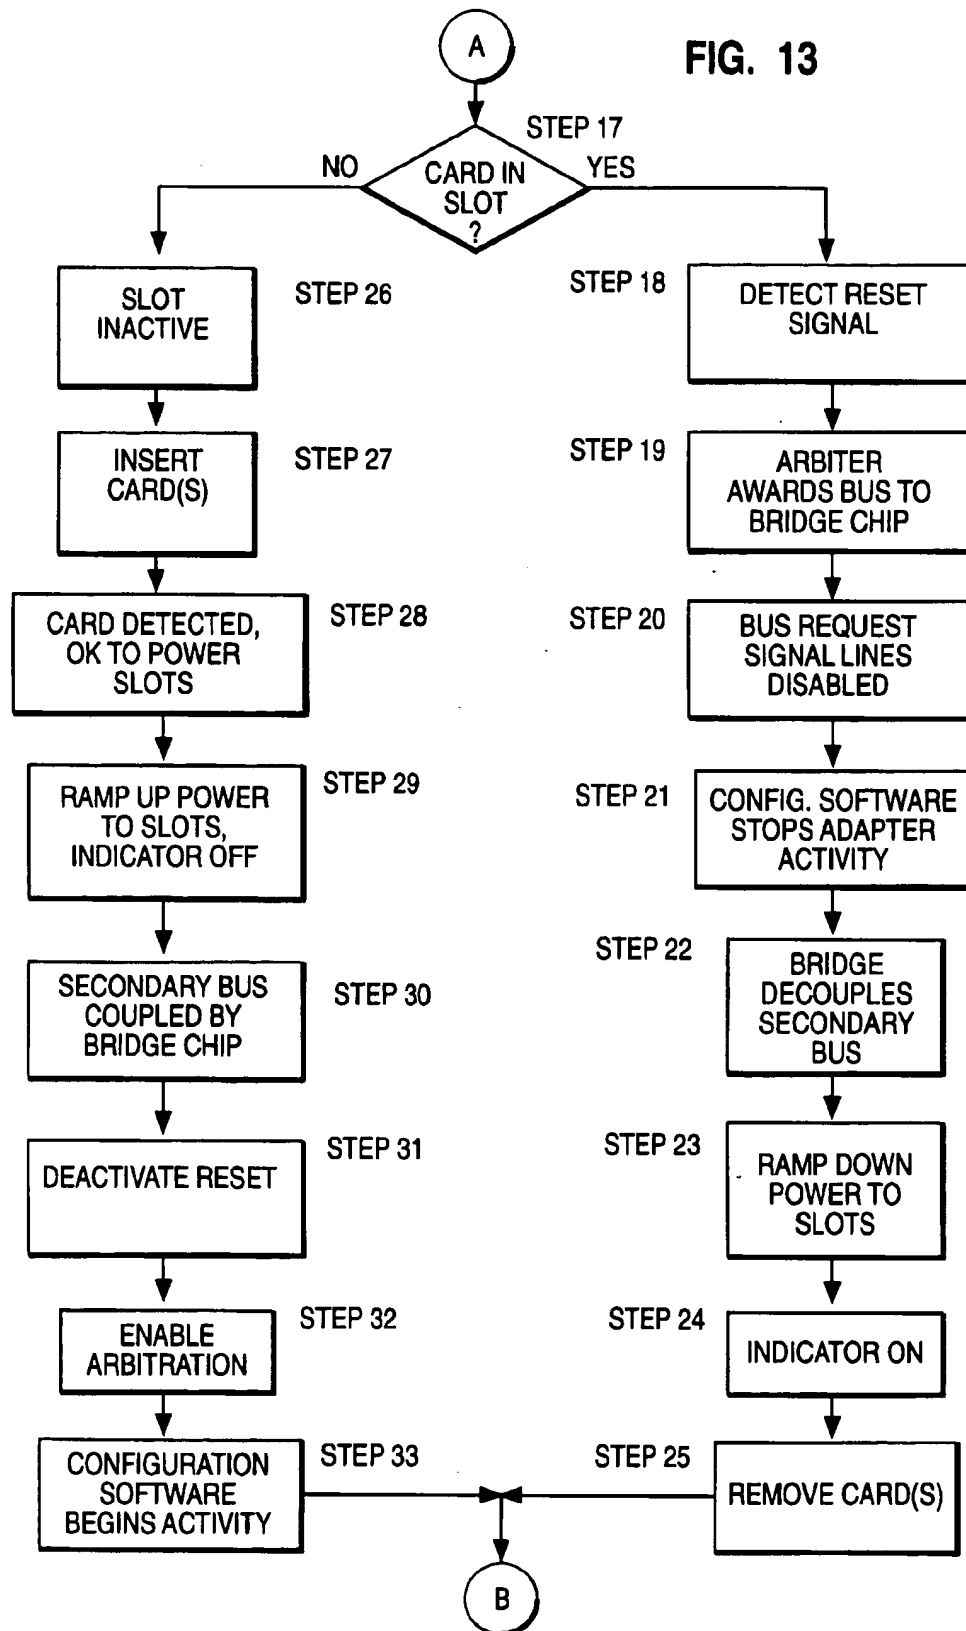 A
FIG. 13
STEP 17
NO
CARD IN
SLOT
?
YES
SLOT
INACTIVE
STEP 26
INSERT
CARD(S)
STEP 27
CARD DETECTED,
OK TO POWER
SLOTS
STEP 28
RAMP UP POWER
TO SLOTS,
INDICATOR OFF
STEP 29
SECONDARY BUS
COUPLED BY
BRIDGE CHIP
STEP 30
DEACTIVATE RESET
STEP 31
ENABLE
ARBITRATION
STEP 32
CONFIGURATION
SOFTWARE
BEGINS ACTIVITY
STEP 33
STEP 18
DETECT RESET
SIGNAL
STEP 19
ARBITER
AWARDS BUS TO
BRIDGE CHIP
STEP 20
BUS REQUEST
SIGNAL LINES
DISABLED
STEP 21
CONFIG. SOFTWARE
STOPS ADAPTER
ACTIVITY
STEP 22
BRIDGE
DECOUPLES
SECONDARY
BUS
STEP 23
RAMP DOWN
POWER TO
SLOTS
STEP 24
INDICATOR ON
STEP 25
REMOVE CARD(S)
B